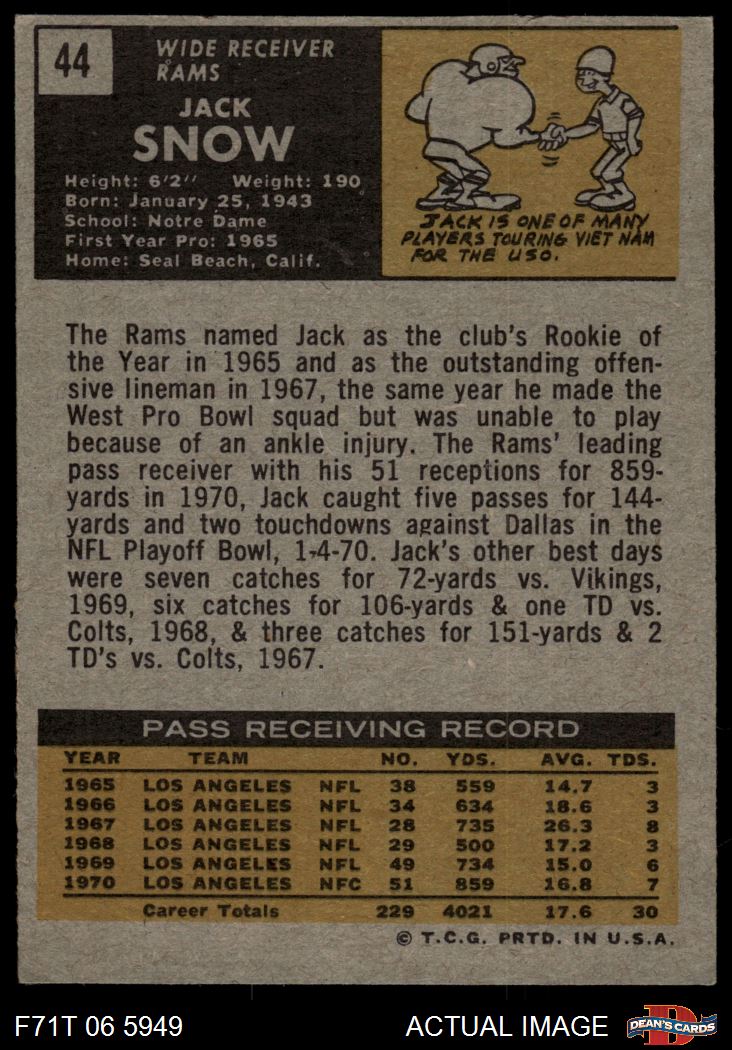 44
WIDE RECEIVER
RAMS
JACK
SNOW
Height: 6'2" Weight: 190
Born: January 25, 1943
School: Notre Dame
First Year Pro: 1965
Home: Seal Beach, Calif.
JACK IS ONE OF MANY
PLAYERS TOURING VIET NAM
FOR THE USO.
The Rams named Jack as the club's Rookie of
the Year in 1965 and as the outstanding offen-
sive lineman in 1967, the same year he made the
West Pro Bowl squad but was unable to play
because of an ankle injury. The Rams' leading
pass receiver with his 51 receptions for 859-
yards in 1970, Jack caught five passes for 144-
yards and two touchdowns against Dallas in the
NFL Playoff Bowl, 1-4-70. Jack's other best days
were seven catches for 72-yards vs. Vikings,
1969, six catches for 106-yards & one TD vs.
Colts, 1968, & three catches for 151-yards & 2
TD's vs. Colts, 1967.
PASS RECEIVING RECORD
YEAR TEAM NO. YDS. AVG. TDS.
1965 LOS ANGELES NFL 38 559 14.7 3
1966 LOS ANGELES NFL 34 634 18.6 3
1967 LOS ANGELES NFL 28 735 26.3 8
1968 LOS ANGELES NFL 29 500 17.2 3
1969 LOS ANGELES NFL 49 734 15.0 6
1970 LOS ANGELES NFC 51 859 16.8 7
Career Totals 229 4021 17.6 30
© T.C.G. PRTD. IN U.S.A.
F71T 06 5949 ACTUAL IMAGE
D
DEAN'S CARDS